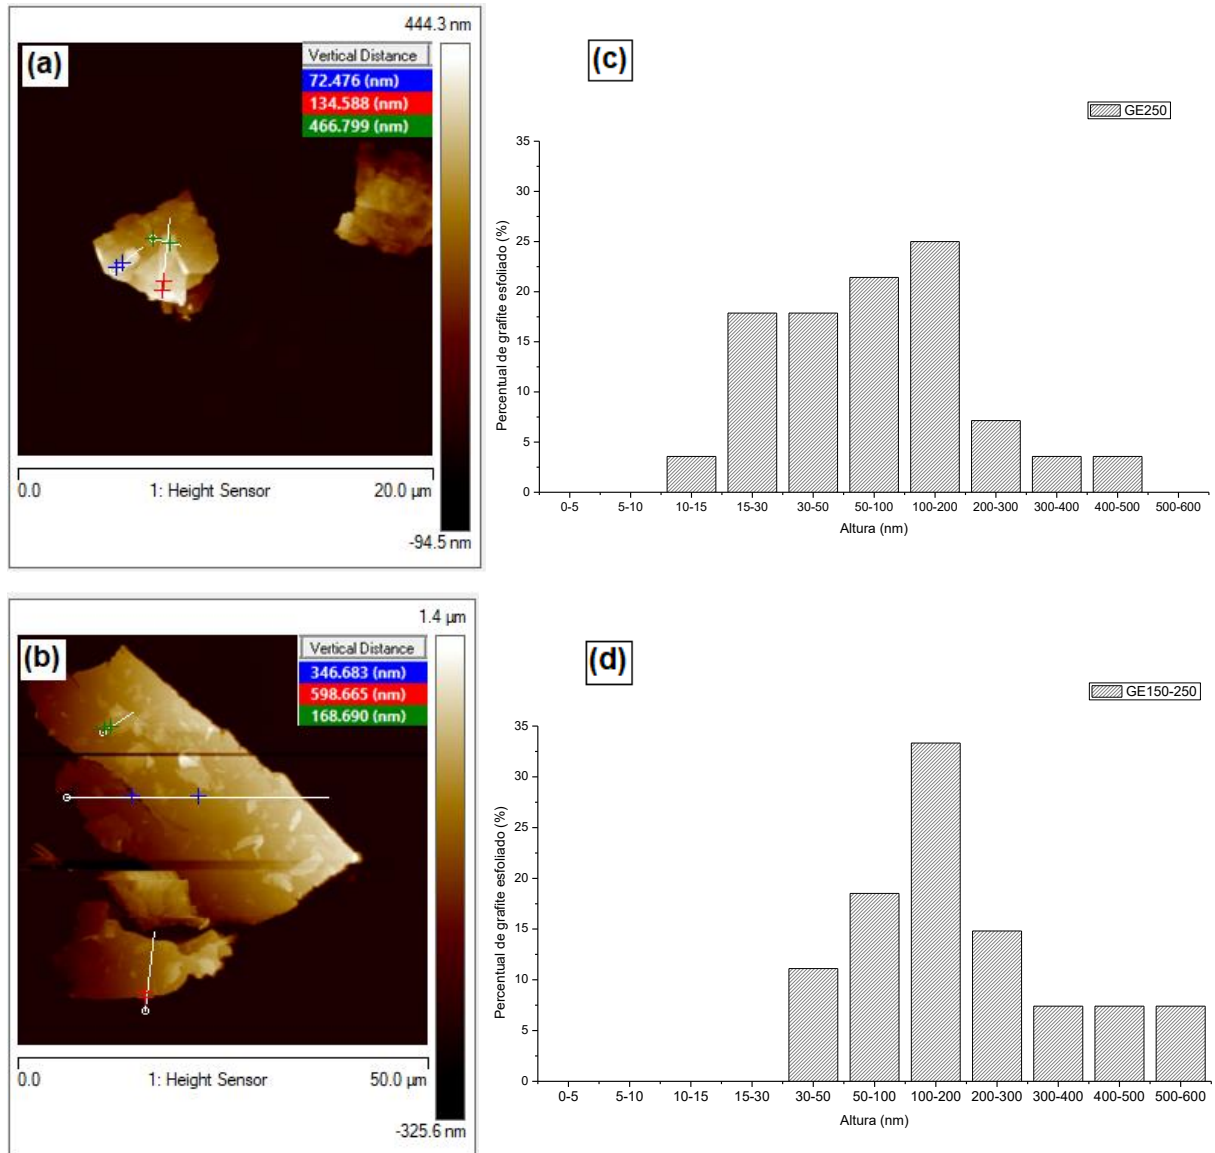 444.3 nm
(a)
Vertical Distance
72.476 (nm)
134.588 (nm)
466.799 (nm)
0.0
1: Height Sensor
20.0 µm
-94.5 nm
(c)
GE250
Percentual de grafite esfoliado (%)
35
30
25
20
15
10
5
0
0-5 5-10 10-15 15-30 30-50 50-100 100-200 200-300 300-400 400-500 500-600
Altura (nm)
1.4 µm
(b)
Vertical Distance
346.683 (nm)
598.665 (nm)
168.690 (nm)
0.0
1: Height Sensor
50.0 µm
-325.6 nm
(d)
GE150-250
Percentual de grafite esfoliado (%)
35
30
25
20
15
10
5
0
0-5 5-10 10-15 15-30 30-50 50-100 100-200 200-300 300-400 400-500 500-600
Altura (nm)